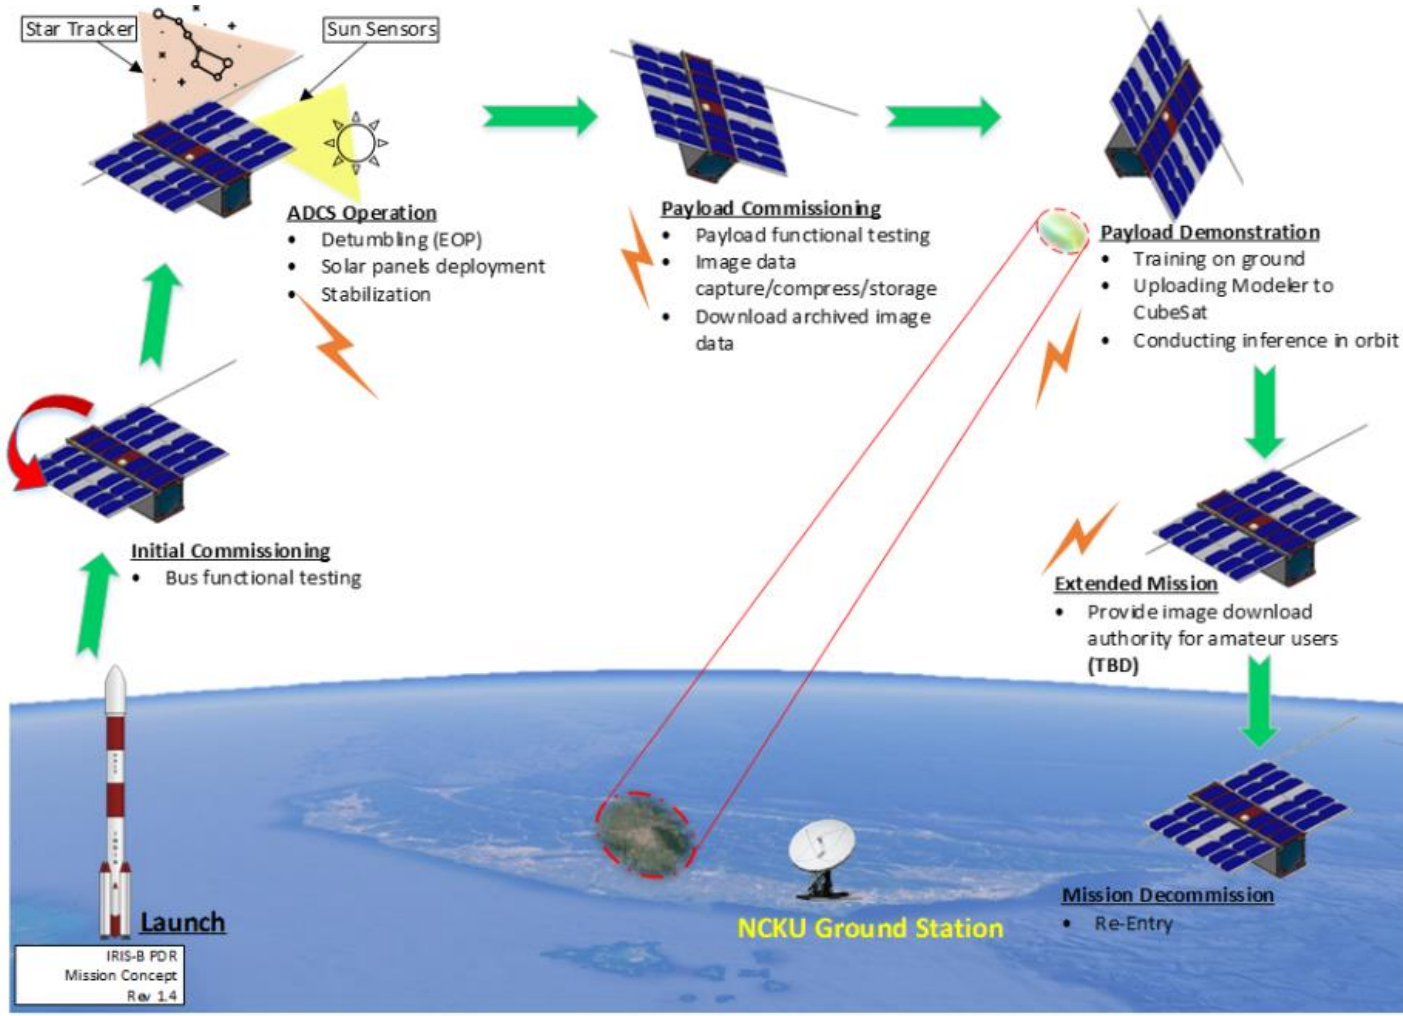 Star Tracker
Sun Sensors
ADCS Operation
• Detumbling (EOP)
• Solar panels deployment
• Stabilization
Payload Commissioning
• Payload functional testing
• Image data
capture/compress/storage
• Download archived image
data
Payload Demonstration
• Training on ground
• Uploading Modeler to
CubeSat
• Conducting inference in orbit
Initial Commissioning
• Bus functional testing
Extended Mission
• Provide image download
authority for amateur users
(TBD)
Launch
NCKU Ground Station
Mission Decommission
• Re-Entry
IRIS-B PDR
Mission Concept
Rev 1.4